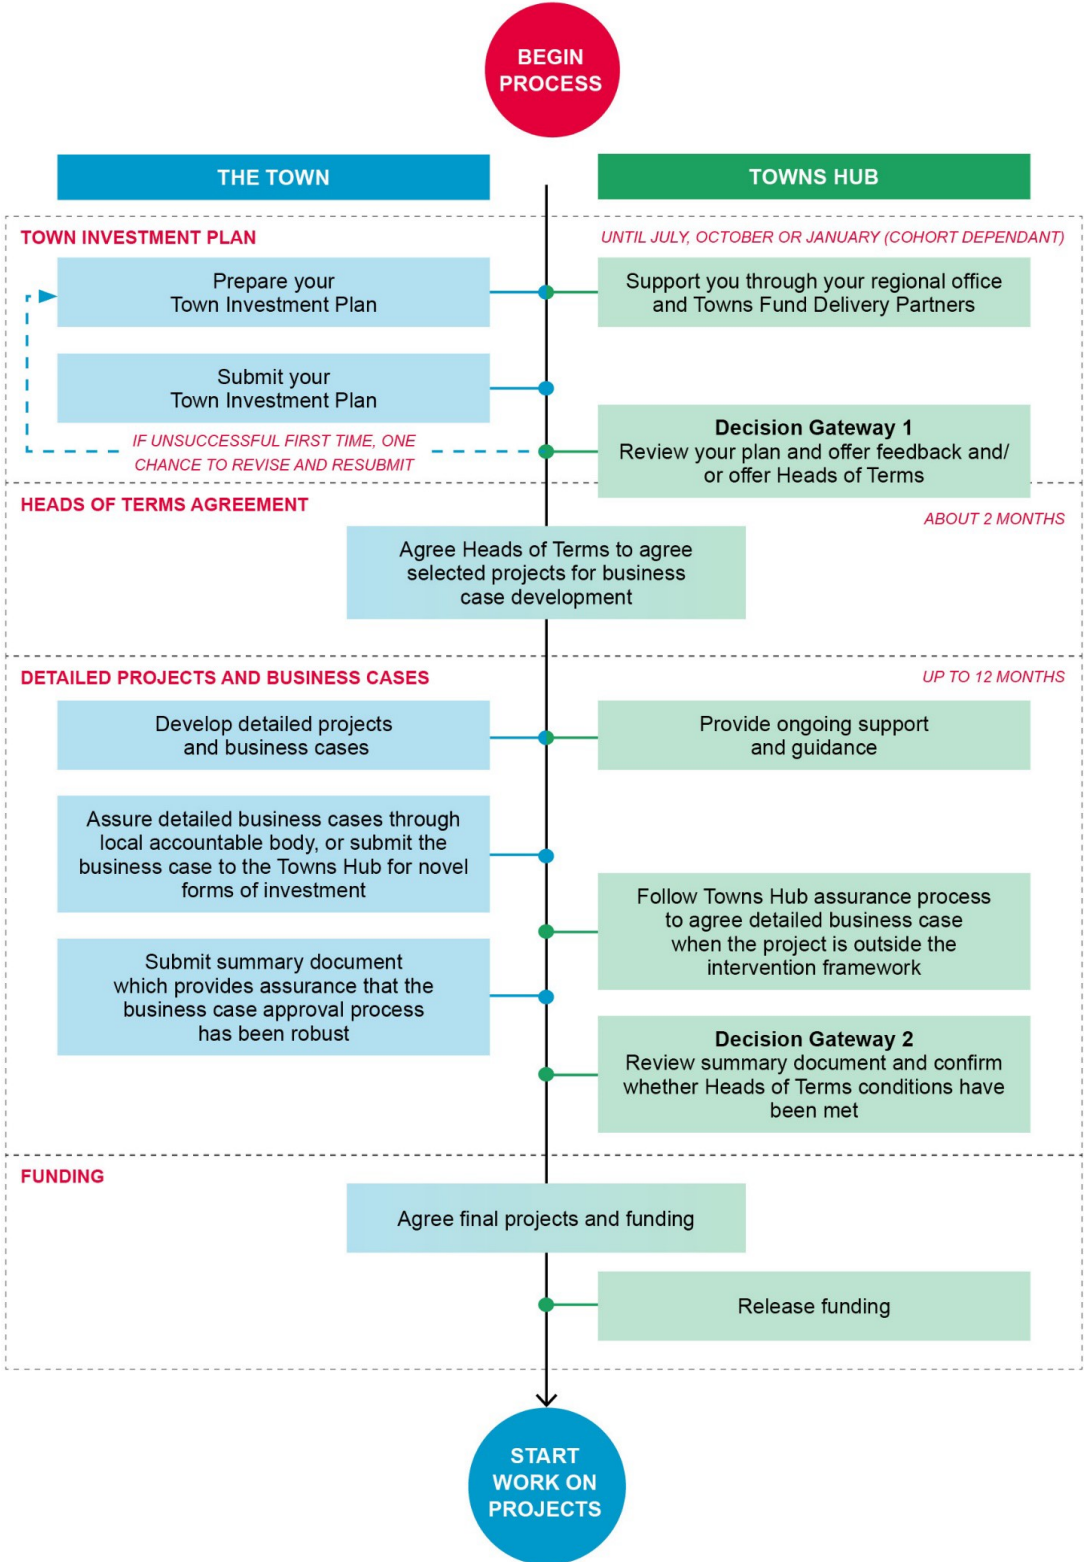 BEGIN
PROCESS
THE TOWN
TOWNS HUB
TOWN INVESTMENT PLAN
UNTIL JULY, OCTOBER OR JANUARY (COHORT DEPENDANT)
Prepare your
Town Investment Plan
Support you through your regional office
and Towns Fund Delivery Partners
Submit your
Town Investment Plan
Decision Gateway 1
Review your plan and offer feedback and/
or offer Heads of Terms
IF UNSUCCESSFUL FIRST TIME, ONE
CHANCE TO REVISE AND RESUBMIT
HEADS OF TERMS AGREEMENT
ABOUT 2 MONTHS
Agree Heads of Terms to agree
selected projects for business
case development
DETAILED PROJECTS AND BUSINESS CASES
UP TO 12 MONTHS
Develop detailed projects
and business cases
Provide ongoing support
and guidance
Assure detailed business cases through
local accountable body, or submit the
business case to the Towns Hub for novel
forms of investment
Follow Towns Hub assurance process
to agree detailed business case
when the project is outside the
intervention framework
Submit summary document
which provides assurance that the
business case approval process
has been robust
Decision Gateway 2
Review summary document and confirm
whether Heads of Terms conditions have
been met
FUNDING
Agree final projects and funding
Release funding
START
WORK ON
PROJECTS